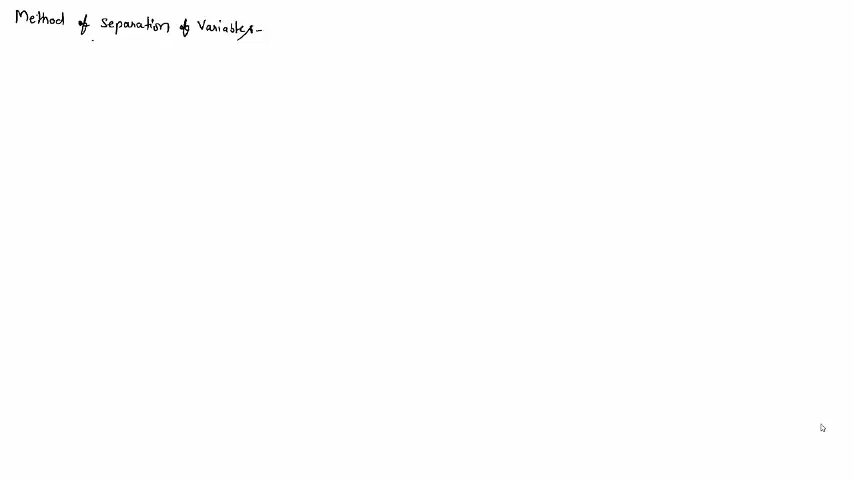 Method of Separation of Variables-